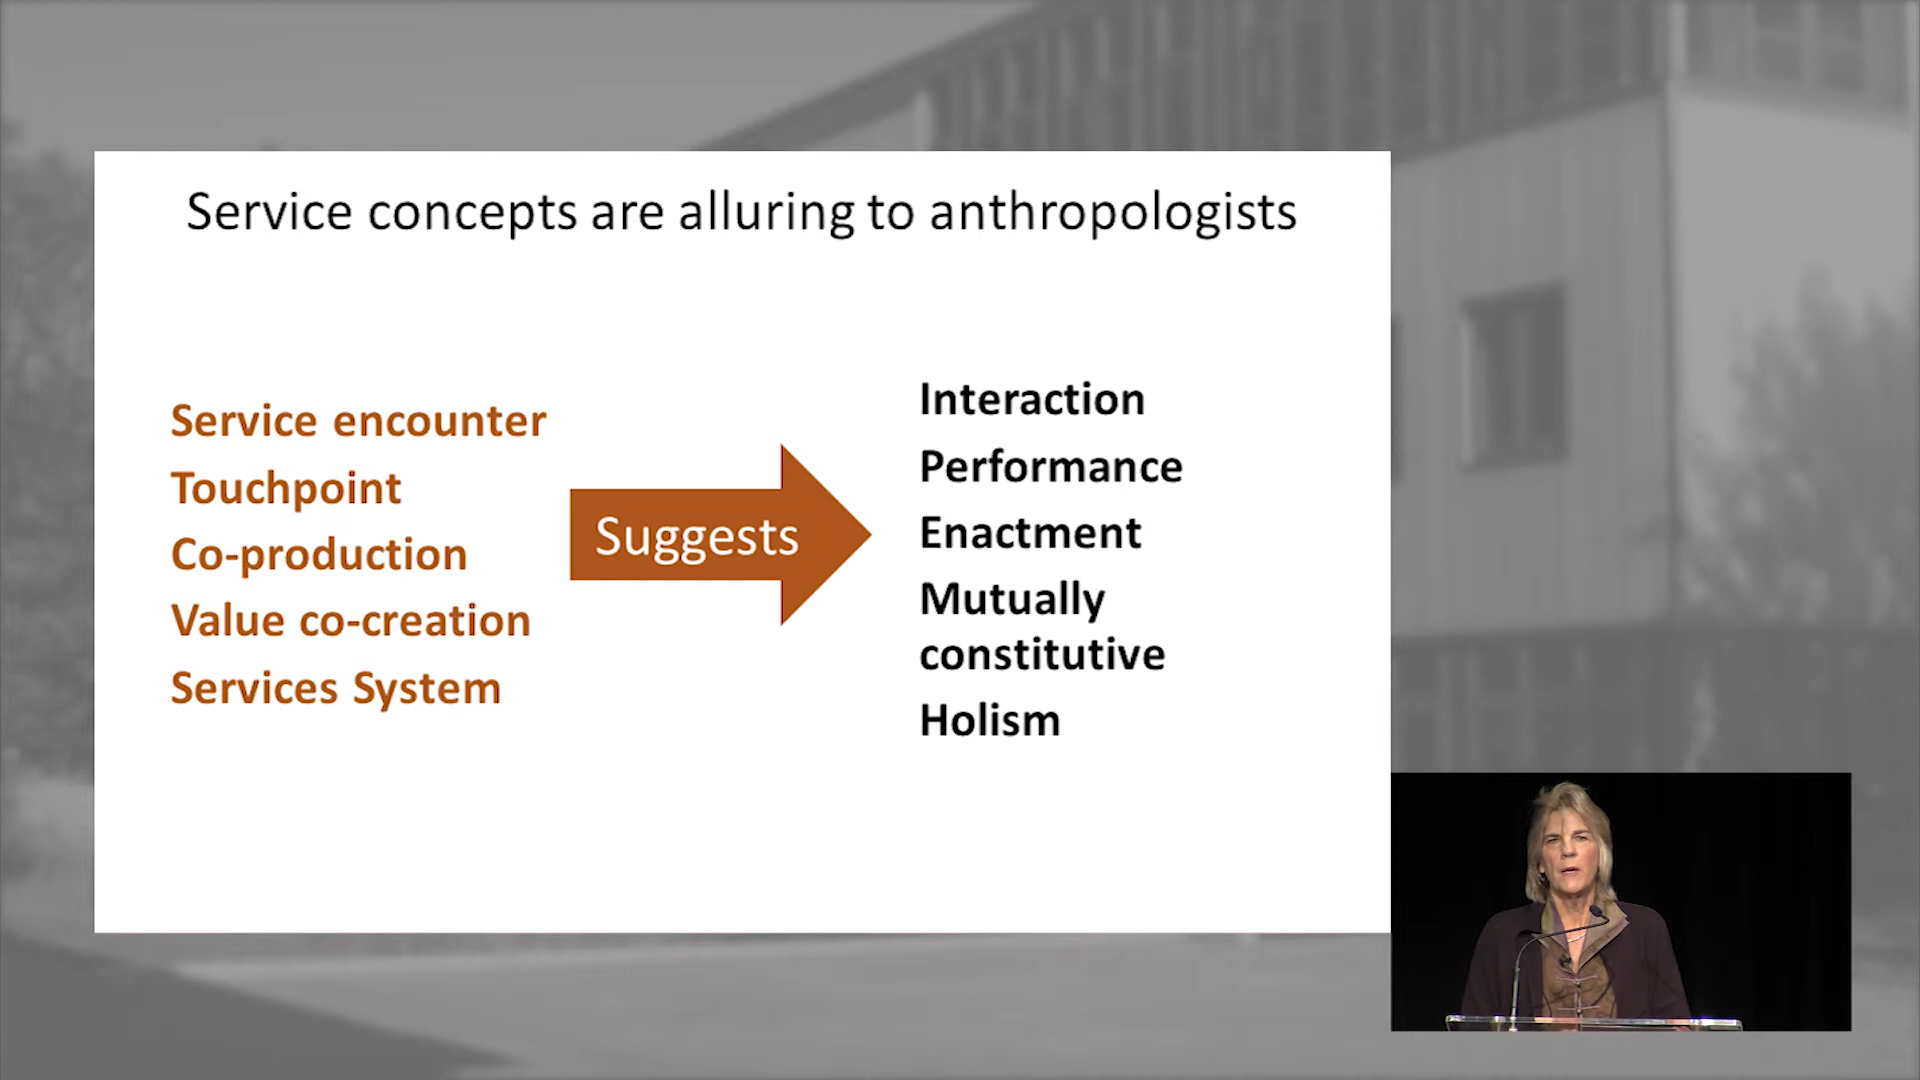 Service concepts are alluring to anthropologists
Service encounter
Touchpoint
Co-production
Value co-creation
Services System
Suggests
Interaction
Performance
Enactment
Mutually
constitutive
Holism